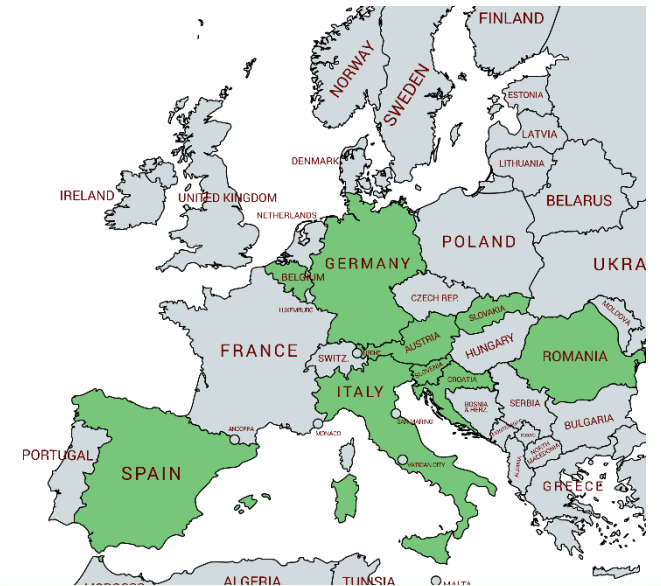 FINLAND
NORWAY
SWEDEN
ESTONIA
LATVIA
DENMARK
LITHUANIA
IRELAND
UNITED KINGDOM
BELARUS
NETHERLANDS
POLAND
GERMANY
UKRA
BELGIUM
CZECH REP.
LUXEMBURG
SLOVAKIA
MOLDOVA
AUSTRIA
HUNGARY
FRANCE
SWITZ.
ROMANIA
SLOVENIA
CROATIA
ITALY
BOSNIA
& HERZ.
SERBIA
SAN MARINO
BULGARIA
ANDORRA
MONACO
NORTH
MACEDONIA
PORTUGAL
SPAIN
VATICAN CITY
GREECE
ALGERIA
TUNISIA
MALTA
MOROCCO